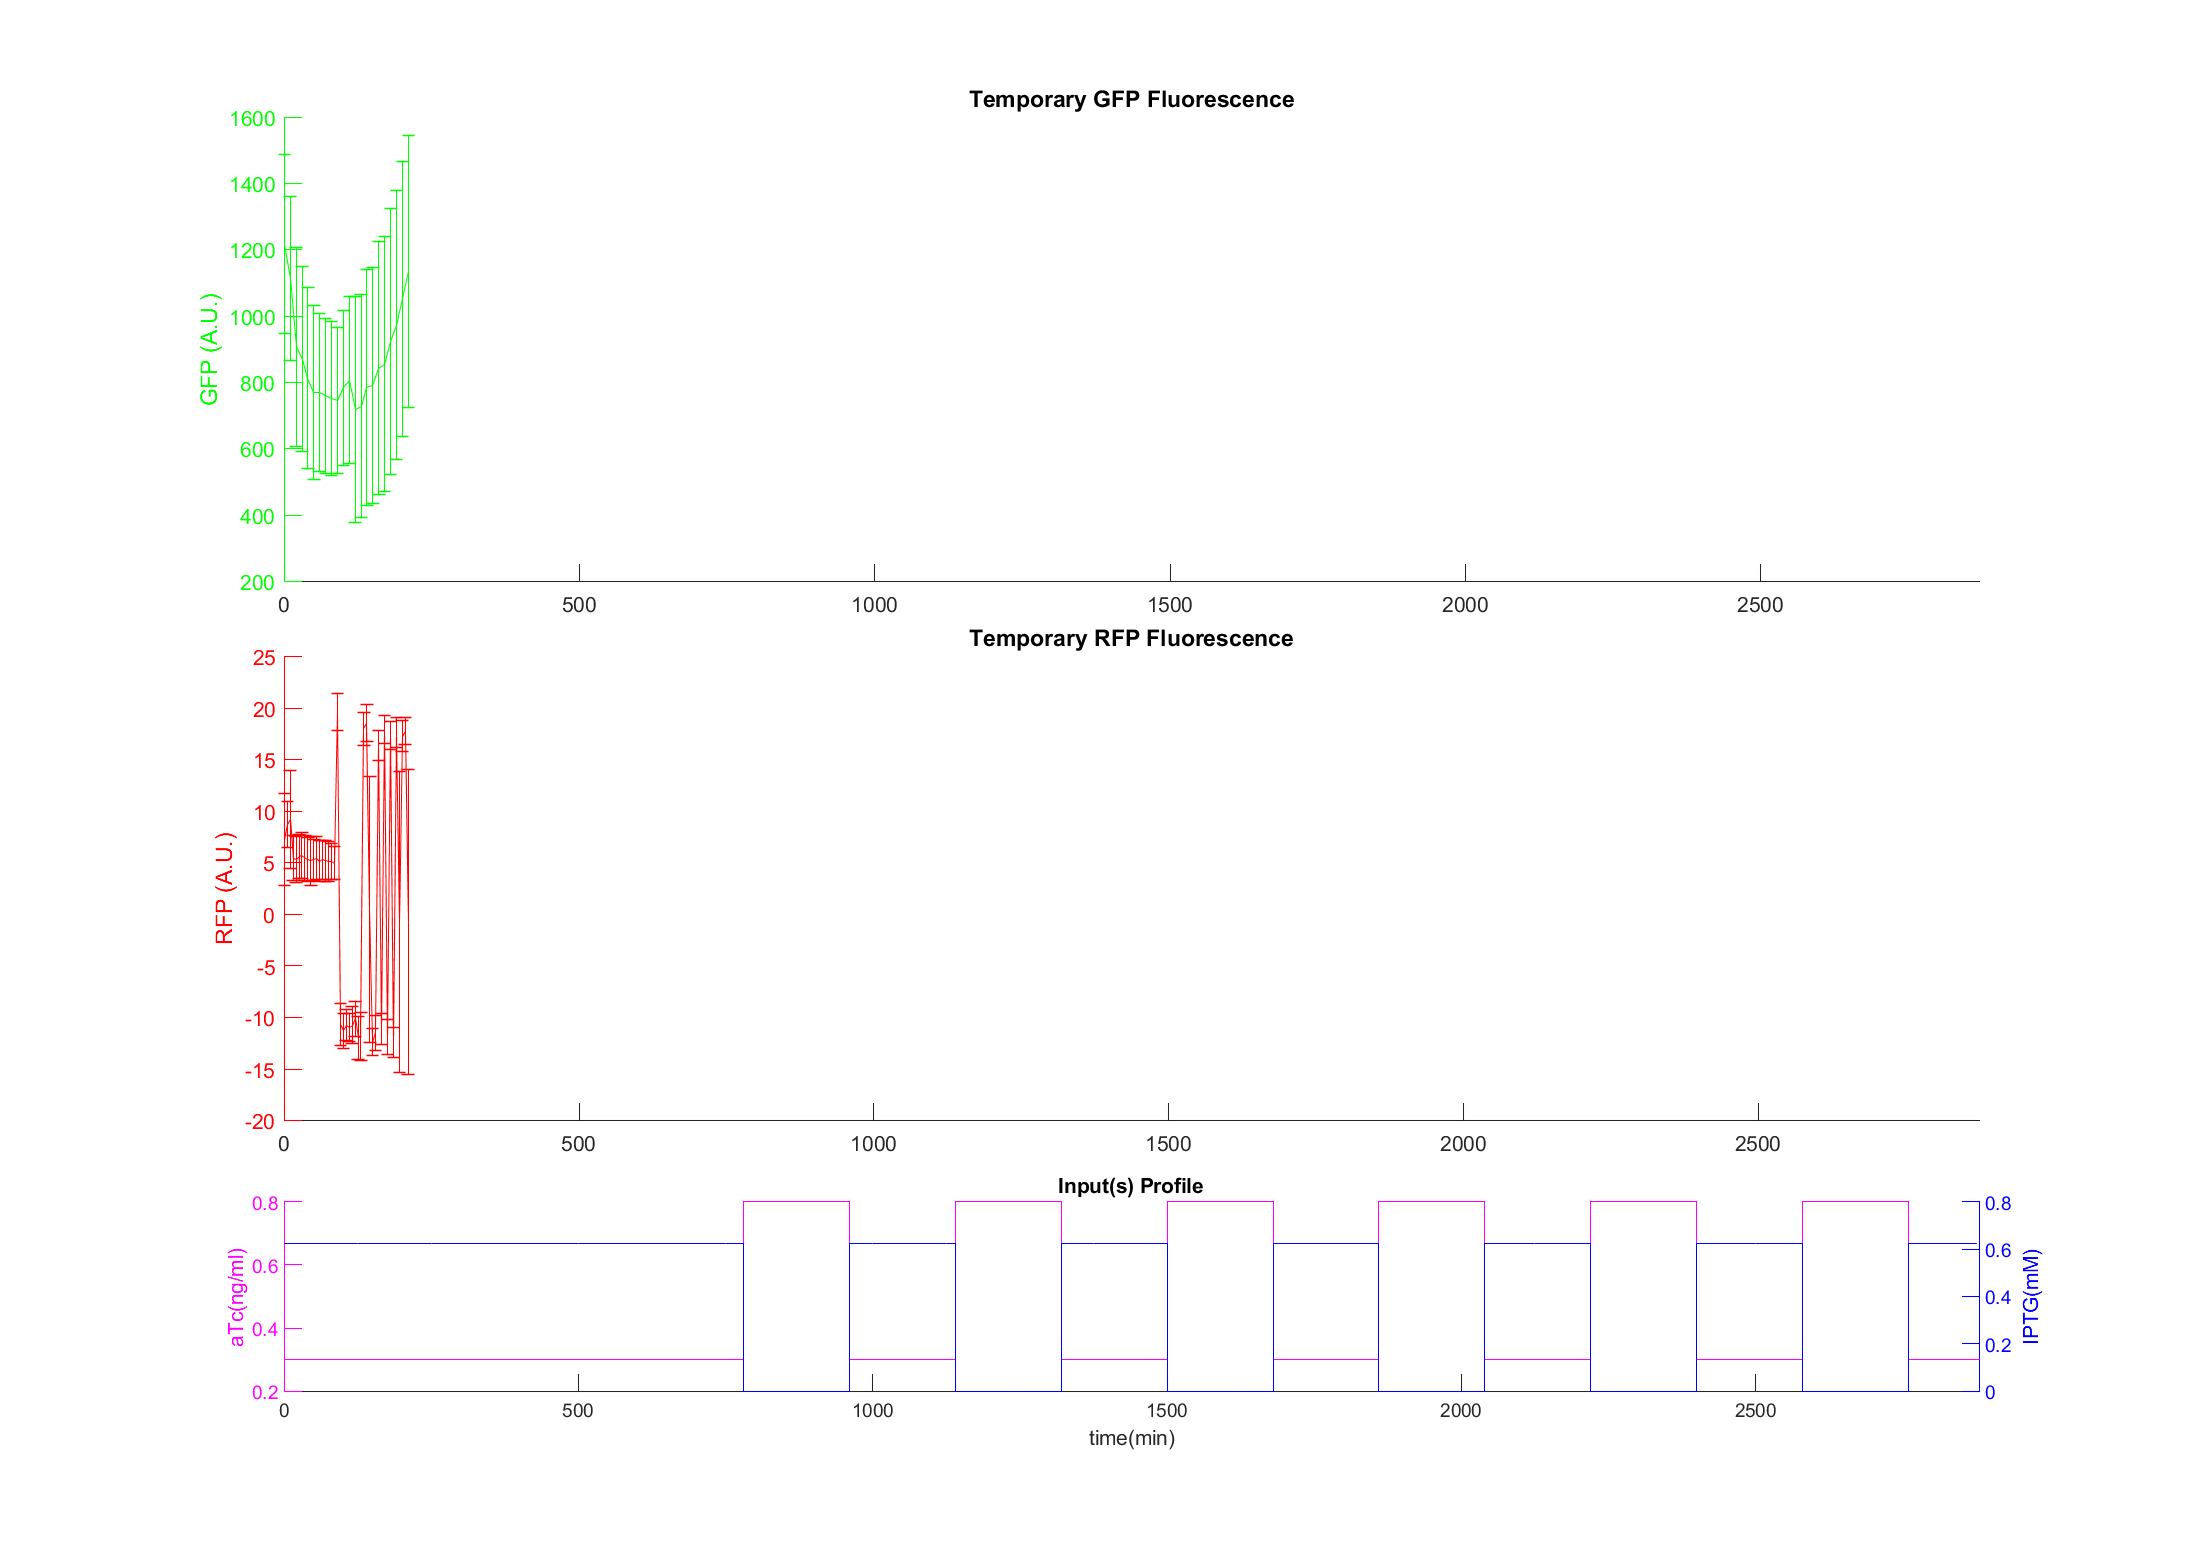 Temporary GFP Fluorescence
1600
1400
1200
1000
800
600
400
200
GFP (A.U.)
0 500 1000 1500 2000 2500
Temporary RFP Fluorescence
25
20
15
10
5
0
-5
-10
-15
-20
RFP (A.U.)
0 500 1000 1500 2000 2500
Input(s) Profile
0.8 0.8
0.6 0.6
0.4 0.4
0.2
0.2 0
aTc(ng/ml)
IPTG(mM)
0 500 1000 1500 2000 2500
time(min)